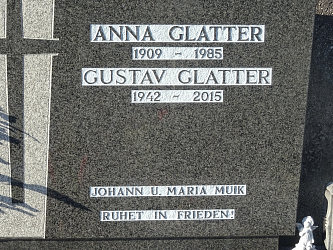 ANNA GLATTER
1909 - 1985
GUSTAV GLATTER
1942 - 2015
JOHANN U. MARIA MUIK
RUHET IN FRIEDEN!